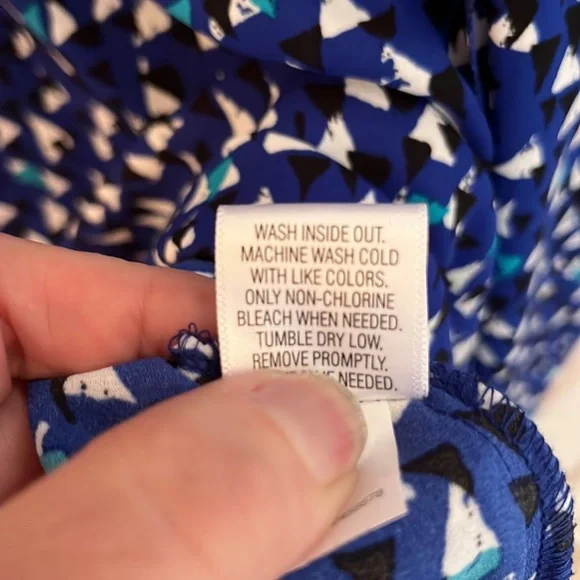 WASH INSIDE OUT.
MACHINE WASH COLD
WITH LIKE COLORS.
ONLY NON-CHLORINE
BLEACH WHEN NEEDED.
TUMBLE DRY LOW,
REMOVE PROMPTLY.
IF NEEDED.